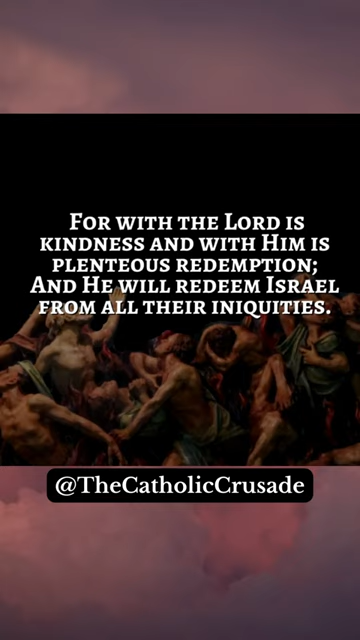 For with the Lord is
kindness and with Him is
plenteous redemption;
And He will redeem Israel
from all their iniquities.
@TheCatholicCrusade